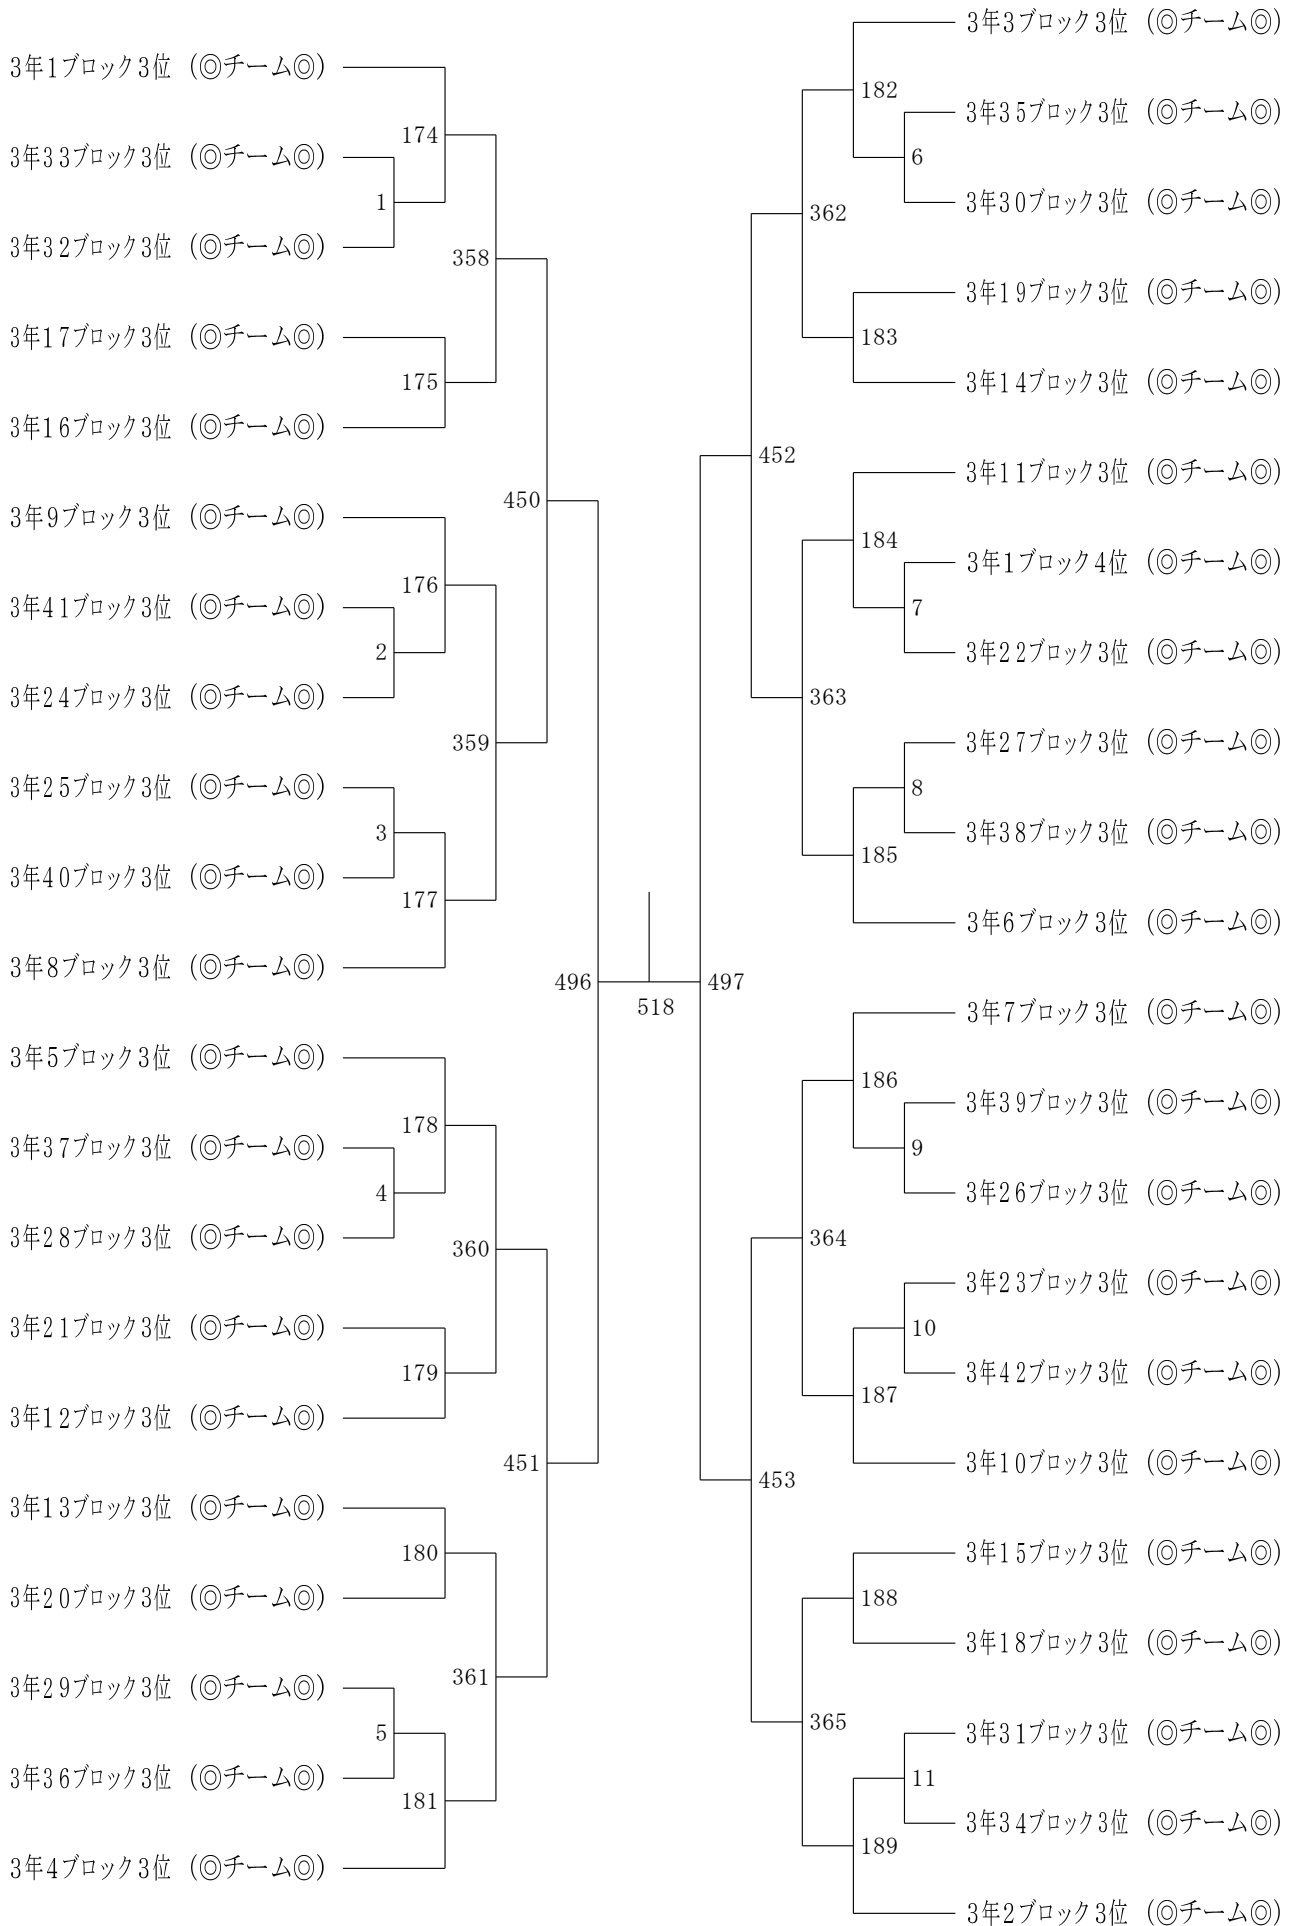 3年1ブロック3位 (◎チーム◎)
174
3年33ブロック3位 (◎チーム◎)
1
3年32ブロック3位 (◎チーム◎)
358
3年17ブロック3位 (◎チーム◎)
175
3年16ブロック3位 (◎チーム◎)
450
3年9ブロック3位 (◎チーム◎)
176
3年41ブロック3位 (◎チーム◎)
2
3年24ブロック3位 (◎チーム◎)
359
3年25ブロック3位 (◎チーム◎)
3
3年40ブロック3位 (◎チーム◎)
177
3年8ブロック3位 (◎チーム◎)
496
3年5ブロック3位 (◎チーム◎)
178
3年37ブロック3位 (◎チーム◎)
4
3年28ブロック3位 (◎チーム◎)
360
3年21ブロック3位 (◎チーム◎)
179
3年12ブロック3位 (◎チーム◎)
451
3年13ブロック3位 (◎チーム◎)
180
3年20ブロック3位 (◎チーム◎)
361
3年29ブロック3位 (◎チーム◎)
5
3年36ブロック3位 (◎チーム◎)
181
3年4ブロック3位 (◎チーム◎)
518
3年3ブロック3位 (◎チーム◎)
182
3年35ブロック3位 (◎チーム◎)
6
3年30ブロック3位 (◎チーム◎)
362
3年19ブロック3位 (◎チーム◎)
183
3年14ブロック3位 (◎チーム◎)
452
3年11ブロック3位 (◎チーム◎)
184
3年1ブロック4位 (◎チーム◎)
7
3年22ブロック3位 (◎チーム◎)
363
3年27ブロック3位 (◎チーム◎)
8
3年38ブロック3位 (◎チーム◎)
185
3年6ブロック3位 (◎チーム◎)
497
3年7ブロック3位 (◎チーム◎)
186
3年39ブロック3位 (◎チーム◎)
9
3年26ブロック3位 (◎チーム◎)
364
3年23ブロック3位 (◎チーム◎)
10
3年42ブロック3位 (◎チーム◎)
187
3年10ブロック3位 (◎チーム◎)
453
3年15ブロック3位 (◎チーム◎)
188
3年18ブロック3位 (◎チーム◎)
365
3年31ブロック3位 (◎チーム◎)
11
3年34ブロック3位 (◎チーム◎)
189
3年2ブロック3位 (◎チーム◎)